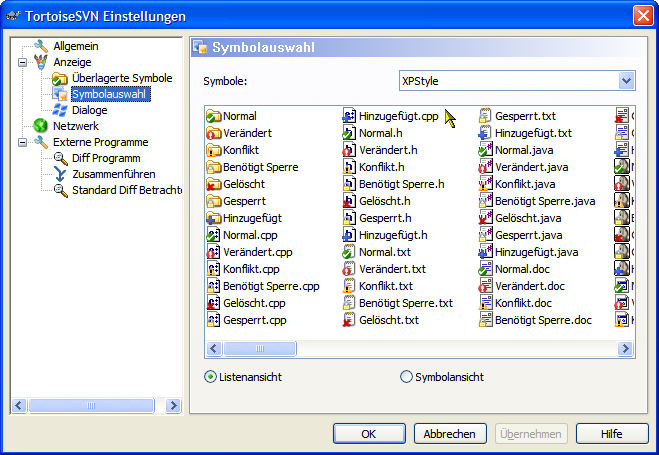 TortoiseSVN Einstellungen
Allgemein
Anzeige
Überlagerte Symbole
Symbolauswahl
Dialoge
Netzwerk
Externe Programme
Diff Programm
Zusammenführen
Standard Diff Betrachte
Symbolauswahl
Symbole:
XPStyle
Normal
Verändert
Konflikt
Benötigt Sperre
Gelöscht
Gesperrt
Hinzugefügt
Normal.cpp
Verändert.cpp
Konflikt.cpp
Benötigt Sperre.cpp
Gelöscht.cpp
Gesperrt.cpp
Hinzugefügt.cpp
Normal.h
Verändert.h
Konflikt.h
Benötigt Sperre.h
Gelöscht.h
Gesperrt.h
Hinzugefügt.h
Normal.txt
Verändert.txt
Konflikt.txt
Benötigt Sperre.txt
Gelöscht.txt
Gesperrt.txt
Hinzugefügt.txt
Normal.java
Verändert.java
Konflikt.java
Benötigt Sperre.java
Gelöscht.java
Gesperrt.java
Hinzugefügt.java
Normal.doc
Verändert.doc
Konflikt.doc
Benötigt Sperre.doc
Listenansicht
Symbolansicht
OK
Abbrechen
Übernehmen
Hilfe